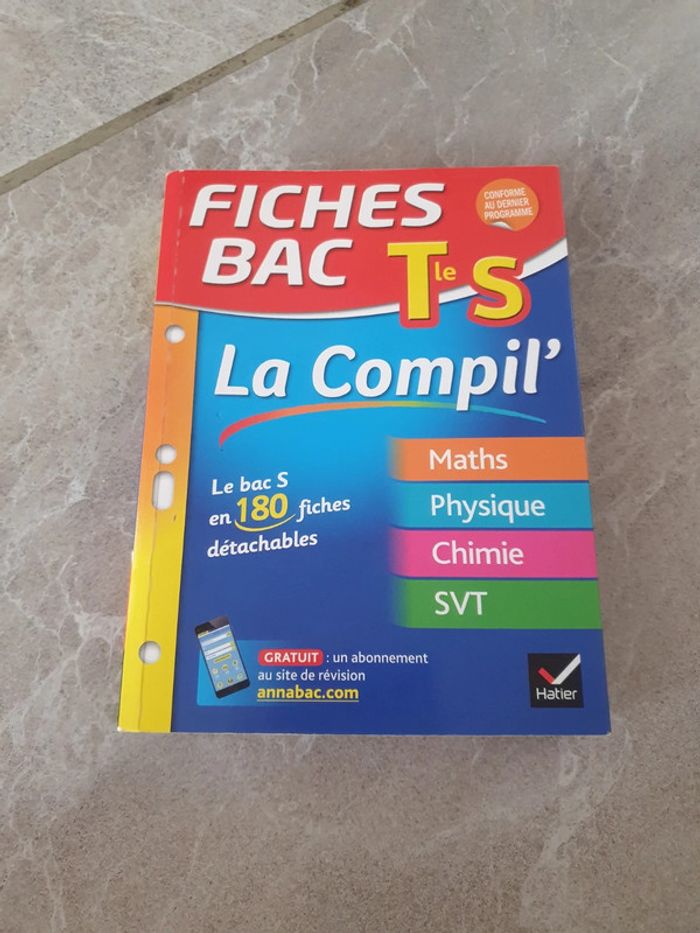 FICHES
BAC
CONFORME
AU DERNIER
PROGRAMME
Tle S
La Compil'
Le bac S
en 180 fiches
détachables
Maths
Physique
Chimie
SVT
GRATUIT : un abonnement
au site de révision
annabac.com
Hatier